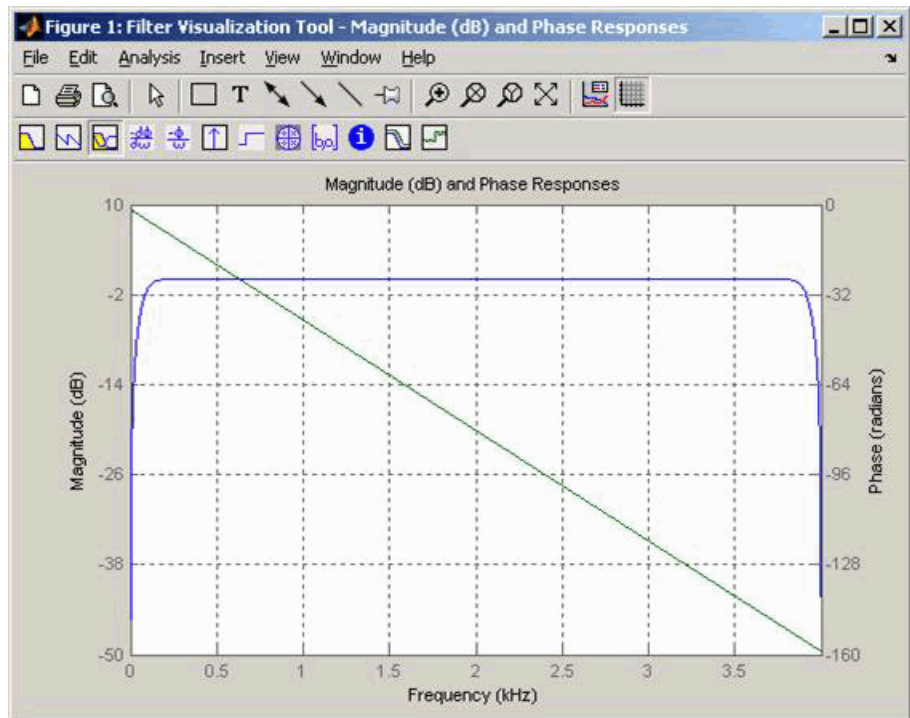 Figure 1: Filter Visualization Tool - Magnitude (dB) and Phase Responses
File Edit Analysis Insert View Window Help
T
[b,a]
i
Magnitude (dB) and Phase Responses
10
-2
-14
-26
-38
-50
Magnitude (dB)
0
-32
-64
-96
-128
-160
Phase (radians)
0 0.5 1 1.5 2 2.5 3 3.5
Frequency (kHz)